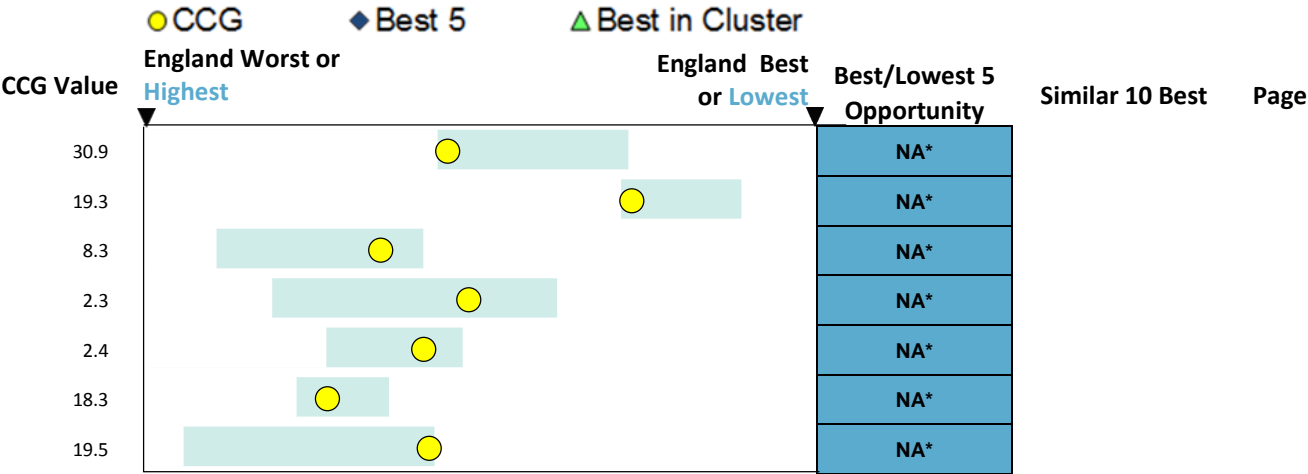 CCG Best 5 Best in Cluster
CCG Value
England Worst or
Highest
England Best
or Lowest
Best/Lowest 5
Opportunity
Similar 10 Best
Page
30.9 NA*
19.3 NA*
8.3 NA*
2.3 NA*
2.4 NA*
18.3 NA*
19.5 NA*